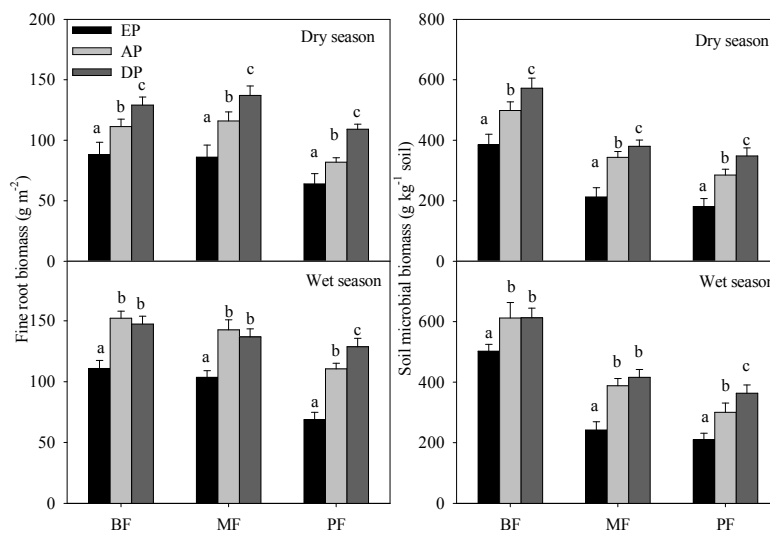 200
150
100
50
0
Fine root biomass (g m-2)
EP
AP
DP
Dry season
a b c
a b c
a b c
800
600
400
200
0
Soil microbial biomass (g kg-1 soil)
Dry season
a b c
a b c
a b c
150
100
50
0
Wet season
a b b
a b b
a b c
BF MF PF
600
400
200
0
Wet season
a b b
a b b
a b c
BF MF PF